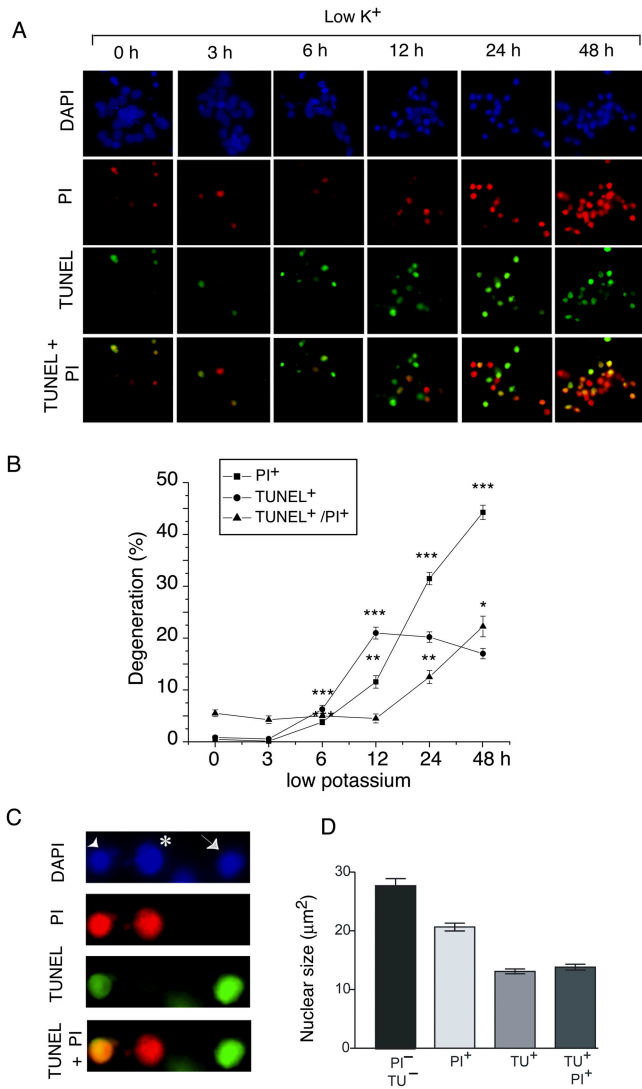 A
Low K+
0 h 3 h 6 h 12 h 24 h 48 h
DAPI
PI
TUNEL
TUNEL +
PI
B
PI+
TUNEL+
TUNEL+ /PI+
Degeneration (%)
50
40
30
20
10
0
*** *** *** *** ** *** ** *
0 3 6 12 24 48 h
low potassium
C
DAPI
*
PI
TUNEL
TUNEL
+ PI
D
Nuclear size (μm²)
30
20
10
0
PI− PI+ TU+ TU+
TU− PI+